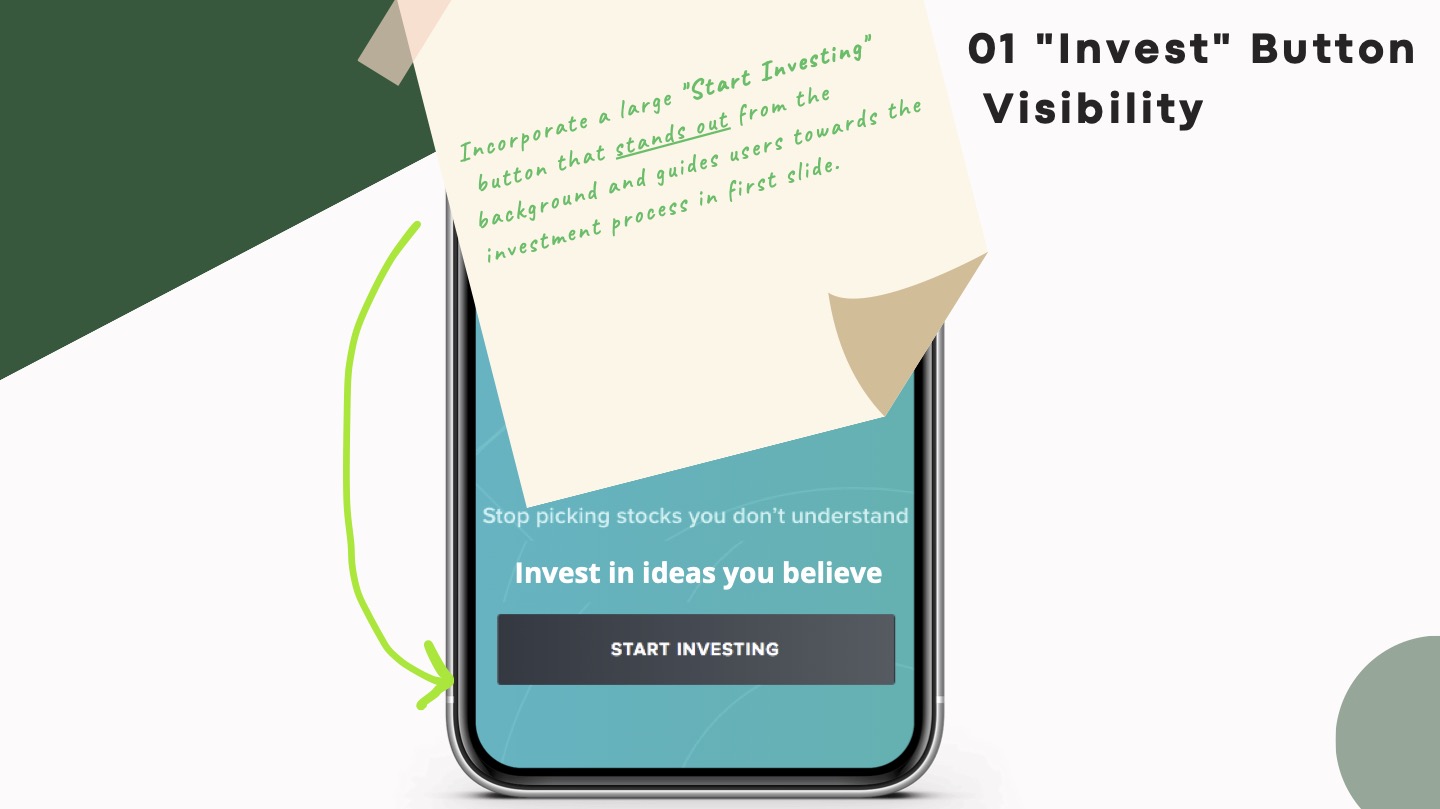 01 "Invest" Button
Visibility
Incorporate a large "Start Investing"
button that stands out from the
background and guides users towards the
investment process in first slide.
Stop picking stocks you don’t understand
Invest in ideas you believe
START INVESTING